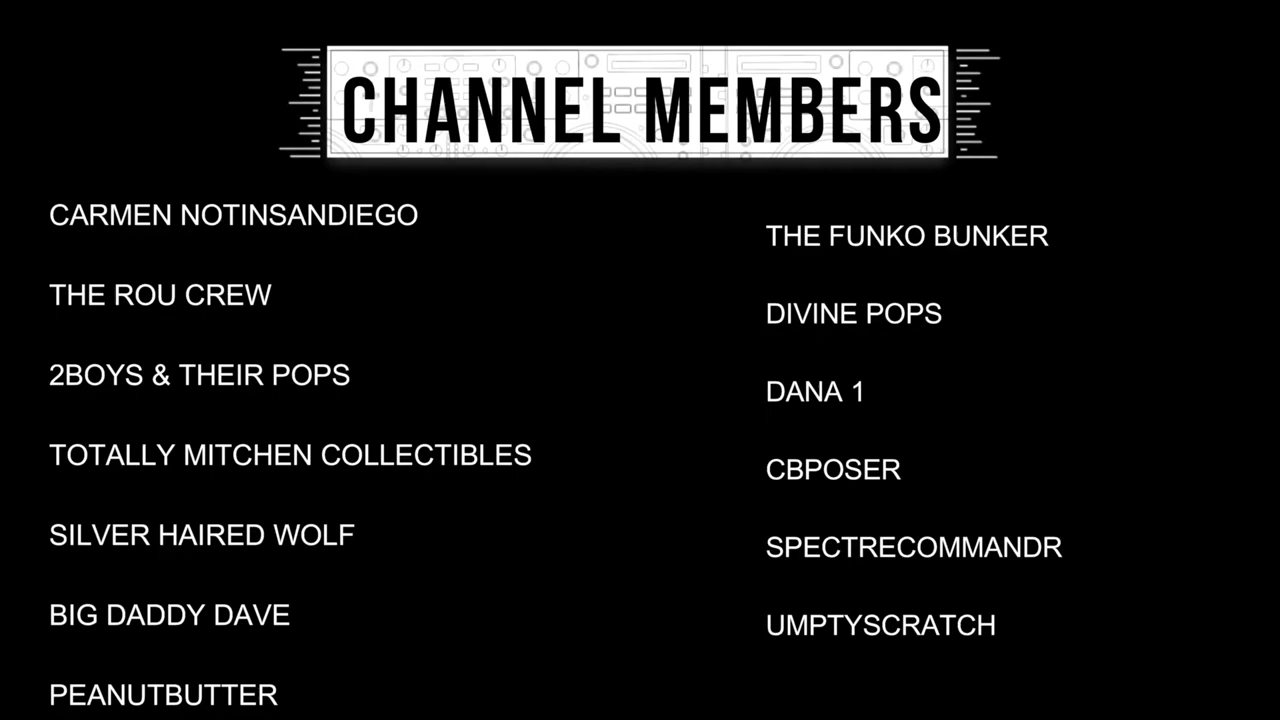 CHANNEL MEMBERS
CARMEN NOTINSANDIEGO
THE ROU CREW
2BOYS & THEIR POPS
TOTALLY MITCHEN COLLECTIBLES
SILVER HAIRED WOLF
BIG DADDY DAVE
PEANUTBUTTER
THE FUNKO BUNKER
DIVINE POPS
DANA 1
CBPOSER
SPECTRECOMMANDR
UMPTYSCRATCH